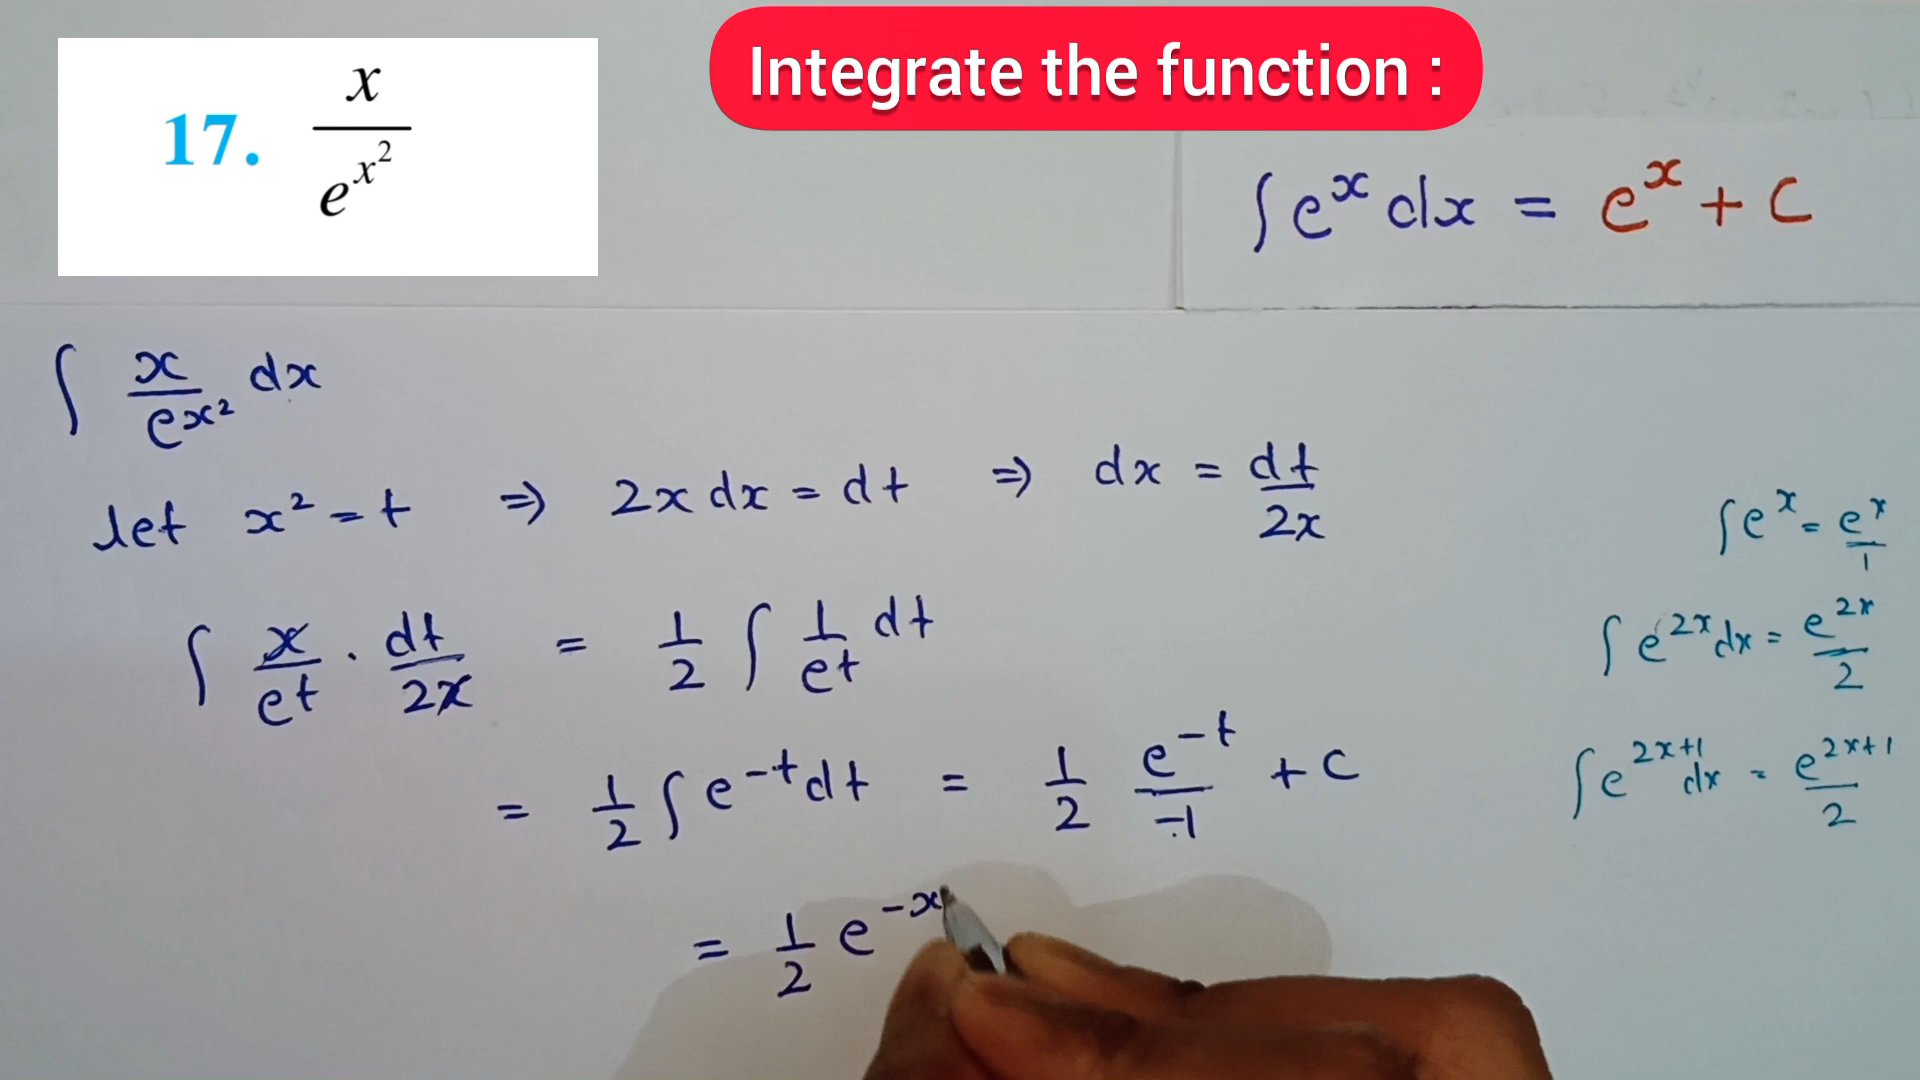 Integrate the function :
17. x / e^x^2
∫ e^x dx = e^x + C
∫ x / e^x² dx
let x² = t ⇒ 2x dx = dt ⇒ dx = dt / 2x
∫ x / e^t · dt / 2x = 1/2 ∫ 1 / e^t dt
= 1/2 ∫ e^-t dt = 1/2 e^-t / -1 + C
= 1/2 e^-x
∫ e^x = e^x / 1
∫ e^2x dx = e^2x / 2
∫ e^2x+1 dx = e^2x+1 / 2